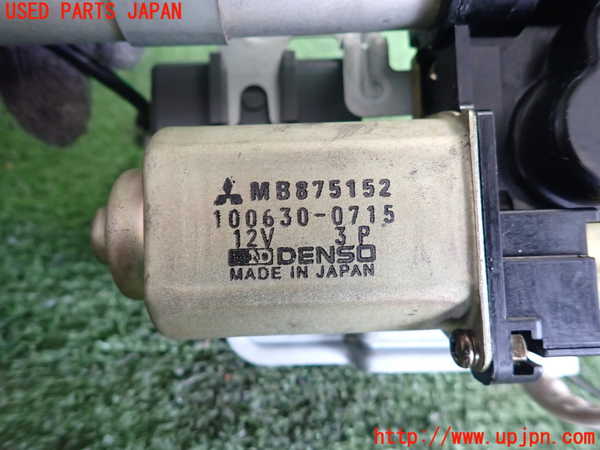 USED PARTS JAPAN
MB875152
100630-0715
12V 3P
DENSO
MADE IN JAPAN
http://www.upjpn.com/